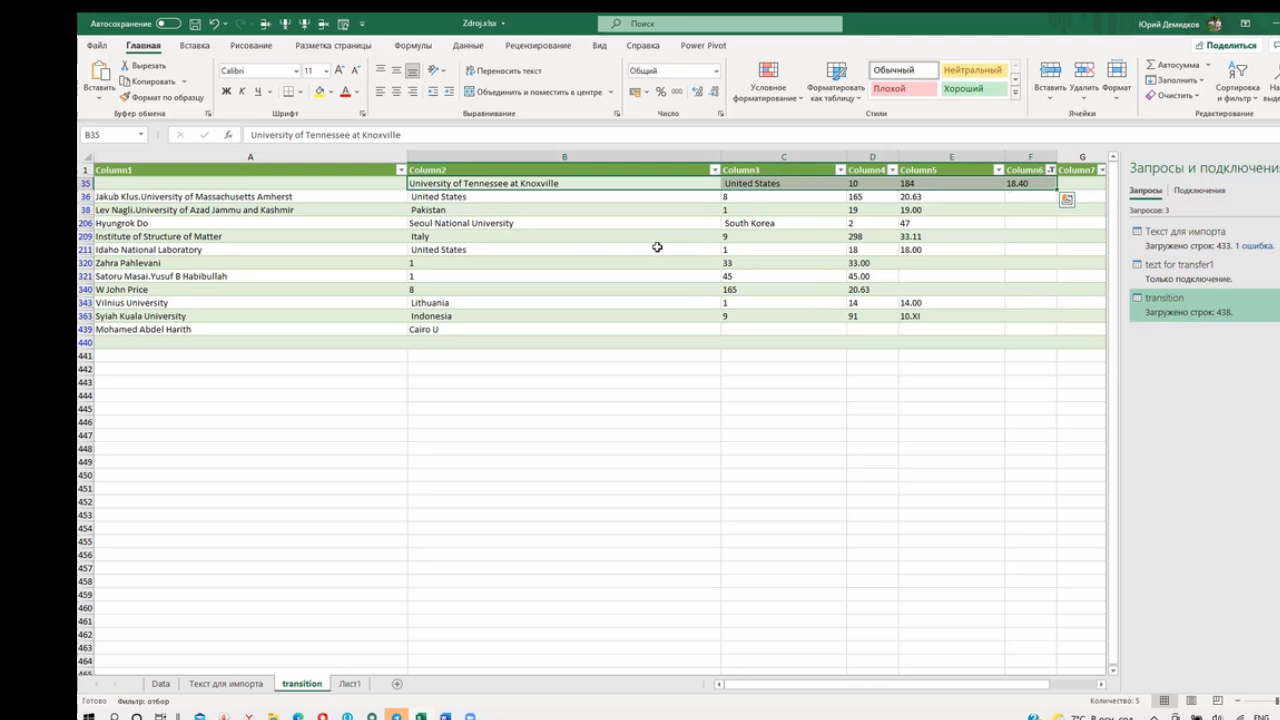 Автосохранение Zdroj.xlsx Поиск Юрий Демидков
Файл Главная Вставка Рисование Разметка страницы Формулы Данные Рецензирование Вид Справка Power Pivot Поделиться
Вставить Вырезать Копировать Формат по образцу Буфер обмена
Calibri 11 Ж К Ч Шрифт
Переносить текст Объединить и поместить в центре Выравнивание
Общий % 000 Число
Условное форматирование Форматировать как таблицу Обычный Нейтральный Плохой Хороший Стили
Вставить Удалить Формат Ячейки
Автосумма Заполнить Очистить Сортировка и фильтр Редактирование
B35 fx University of Tennessee at Knoxville
A B C D E F G
1 Column1 Column2 Column3 Column4 Column5 Column6 Column7
35 University of Tennessee at Knoxville United States 10 184 18.40
36 Jakub Klus.University of Massachusetts Amherst United States 8 165 20.63
38 Lev Nagli.University of Azad Jammu and Kashmir Pakistan 1 19 19.00
206 Hyungrok Do Seoul National University South Korea 2 47
209 Institute of Structure of Matter Italy 9 298 33.11
211 Idaho National Laboratory United States 1 18 18.00
320 Zahra Pahlevani 1 33 33.00
321 Satoru Masai.Yusuf B Habibullah 1 45 45.00
340 W John Price 8 165 20.63
343 Vilnius University Lithuania 1 14 14.00
363 Syiah Kuala University Indonesia 9 91 10.XI
439 Mohamed Abdel Harith Cairo U
440
441
442
443
444
445
446
447
448
449
450
451
452
453
454
455
456
457
458
459
460
461
462
463
464
465
Запросы и подключения
Запросы Подключения
Запросов: 3
Текст для импорта
Загружено строк: 433. 1 ошибка.
tezt for transfer1
Только подключение.
transition
Загружено строк: 438.
Data Текст для импорта transition Лист1
Готово Фильтр: отбор Количество: 5
7°C ENG